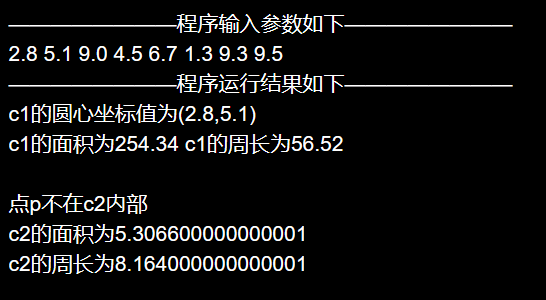 ————————程序输入参数如下————————
2.8 5.1 9.0 4.5 6.7 1.3 9.3 9.5
————————程序运行结果如下————————
c1的圆心坐标值为(2.8,5.1)
c1的面积为254.34 c1的周长为56.52
点p不在c2内部
c2的面积为5.306600000000001
c2的周长为8.164000000000001